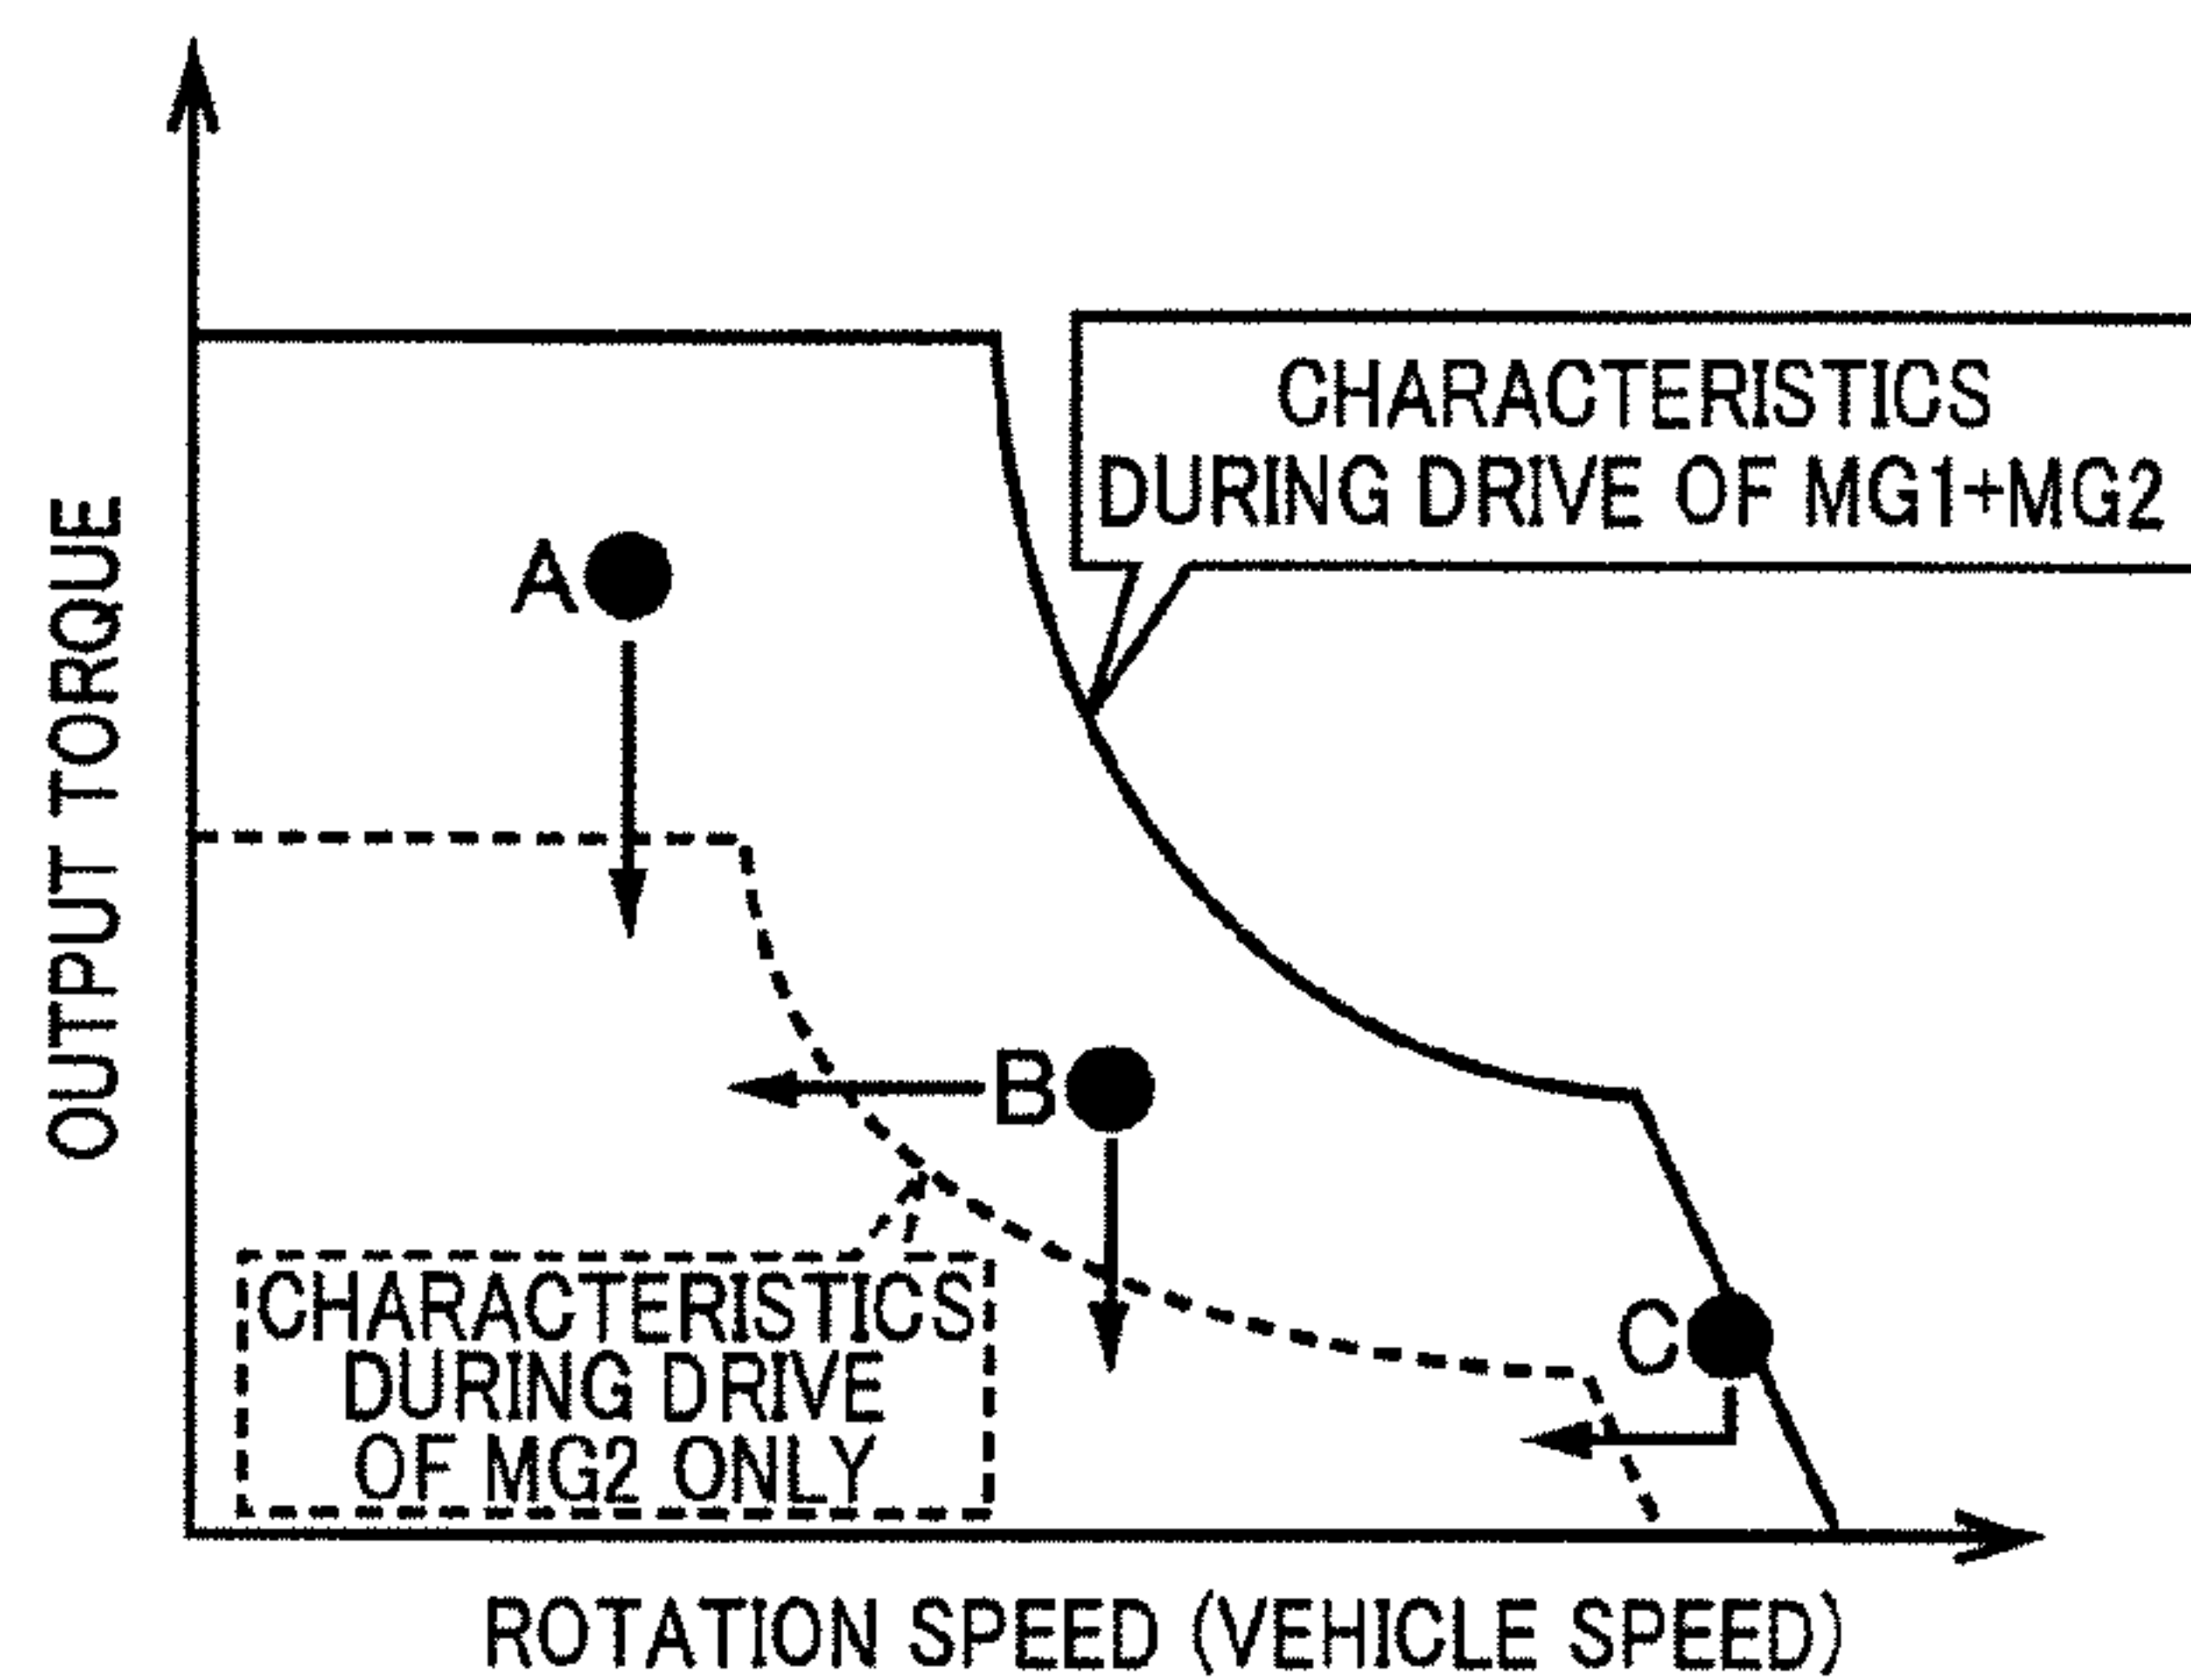 OUTPUT TORQUE
CHARACTERISTICS
DURING DRIVE OF MG1+MG2
A
B
C
CHARACTERISTICS
DURING DRIVE
OF MG2 ONLY
ROTATION SPEED (VEHICLE SPEED)